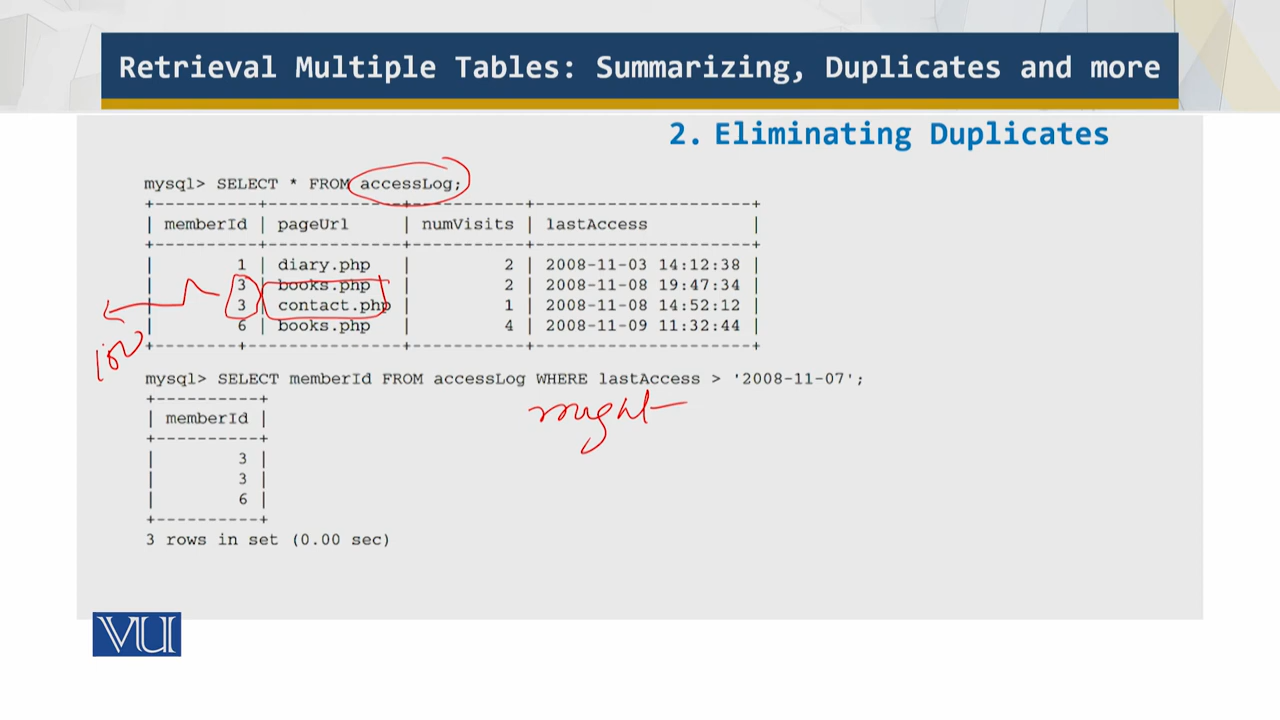 Retrieval Multiple Tables: Summarizing, Duplicates and more
2. Eliminating Duplicates
mysql> SELECT * FROM accessLog;
+----------+-------------+-----------+---------------------+
| memberId | pageUrl | numVisits | lastAccess |
+----------+-------------+-----------+---------------------+
| 1 | diary.php | 2 | 2008-11-03 14:12:38 |
| 3 | books.php | 2 | 2008-11-08 19:47:34 |
| 3 | contact.php | 1 | 2008-11-08 14:52:12 |
| 6 | books.php | 4 | 2008-11-09 11:32:44 |
+----------+-------------+-----------+---------------------+
mysql> SELECT memberId FROM accessLog WHERE lastAccess > '2008-11-07';
might
+----------+
| memberId |
+----------+
| 3 |
| 3 |
| 6 |
+----------+
3 rows in set (0.00 sec)
VU